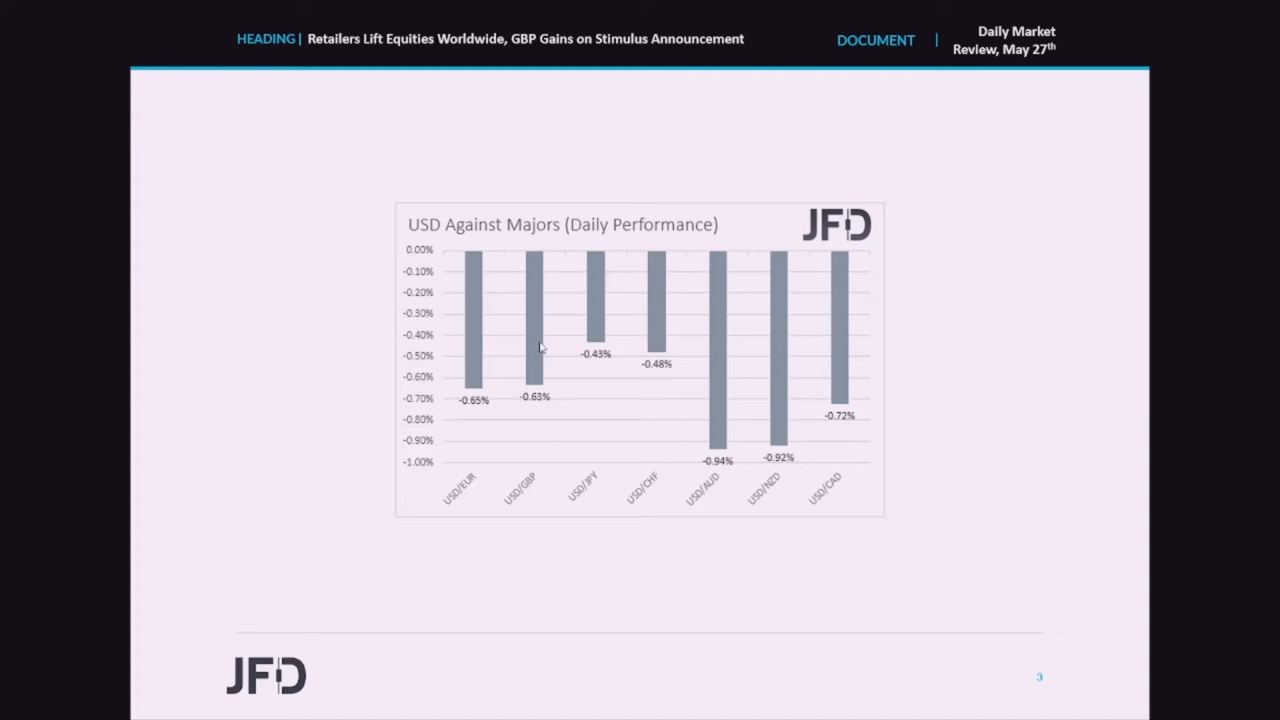 HEADING| Retailers Lift Equities Worldwide, GBP Gains on Stimulus Announcement
DOCUMENT | Daily Market
Review, May 27th
USD Against Majors (Daily Performance)
JFD
0.00%
-0.10%
-0.20%
-0.30%
-0.40%
-0.50%
-0.60%
-0.70%
-0.80%
-0.90%
-1.00%
-0.65%
-0.63%
-0.43%
-0.48%
-0.94%
-0.92%
-0.72%
USD/EUR
USD/GBP
USD/JPY
USD/CHF
USD/AUD
USD/NZD
USD/CAD
JFD
3